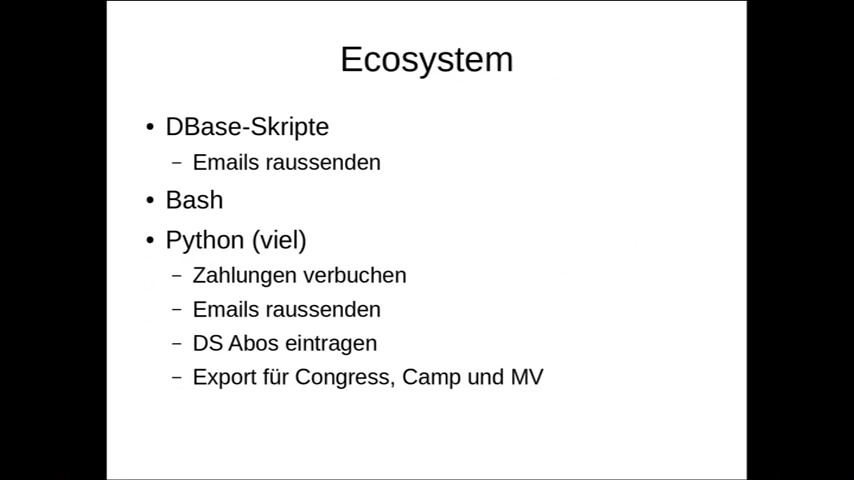 Ecosystem
• DBase-Skripte
– Emails raussenden
• Bash
• Python (viel)
– Zahlungen verbuchen
– Emails raussenden
– DS Abos eintragen
– Export für Congress, Camp und MV